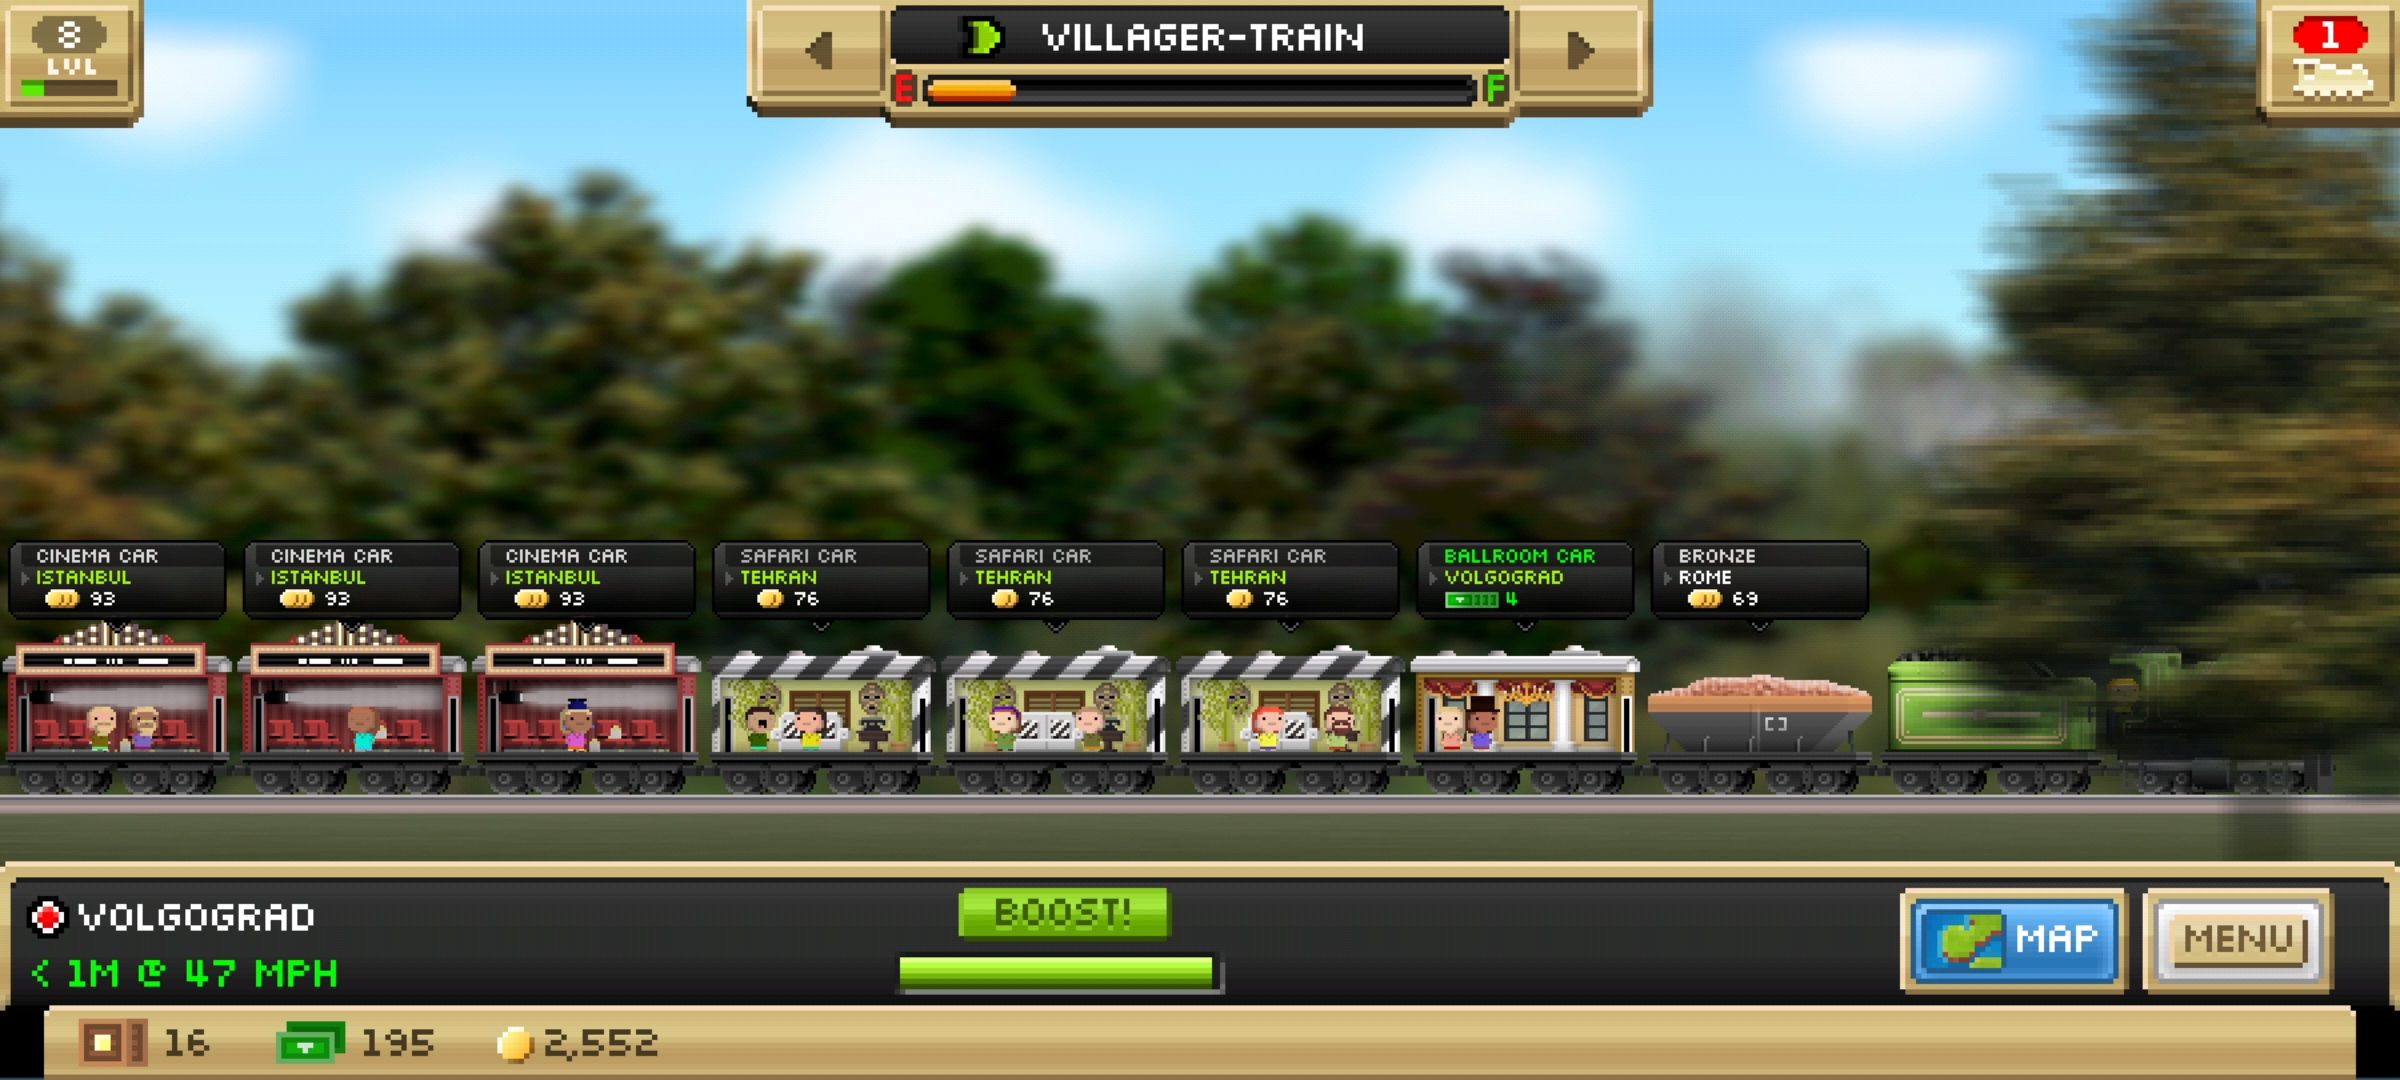 8
LVL
VILLAGER-TRAIN
E F
1
CINEMA CAR
ISTANBUL
93
CINEMA CAR
ISTANBUL
93
CINEMA CAR
ISTANBUL
93
SAFARI CAR
TEHRAN
76
SAFARI CAR
TEHRAN
76
SAFARI CAR
TEHRAN
76
BALLROOM CAR
VOLGOGRAD
4
BRONZE
ROME
69
VOLGOGRAD
< 1M @ 47 MPH
BOOST!
MAP
MENU
16
195
2,552